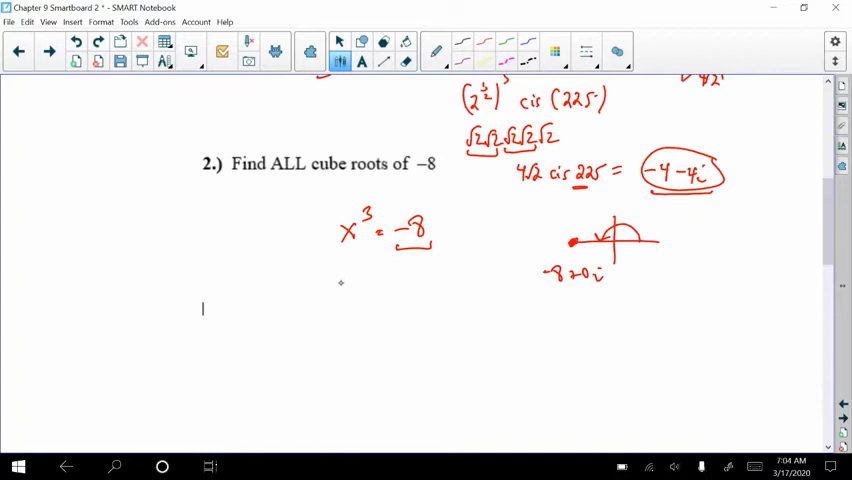 Chapter 9 Smartboard 2 * - SMART Notebook
File Edit View Insert Format Tools Add-ons Account Help
(2^{5/2})^3 cis (225)
√2√2 √2√2 √2
2.) Find ALL cube roots of −8
4√2 cis 225 = -4 -4i
x^3 = -8
-8+0i
7:04 AM
3/17/2020